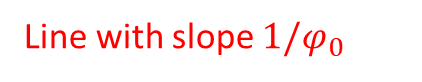 Line with slope 1/φ₀